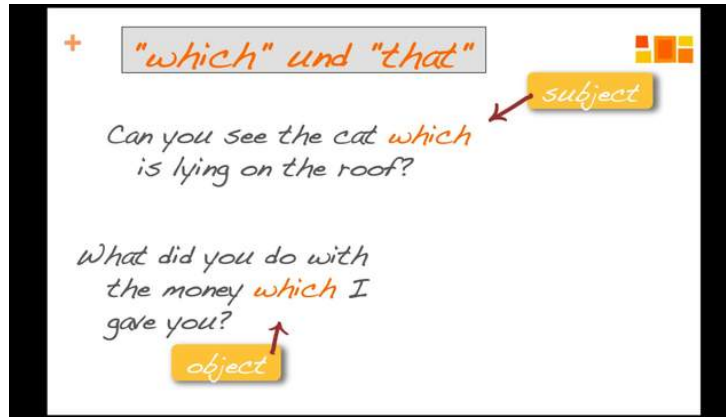 "which" und "that"
subject
Can you see the cat which
is lying on the roof?
What did you do with
the money which I
gave you?
object